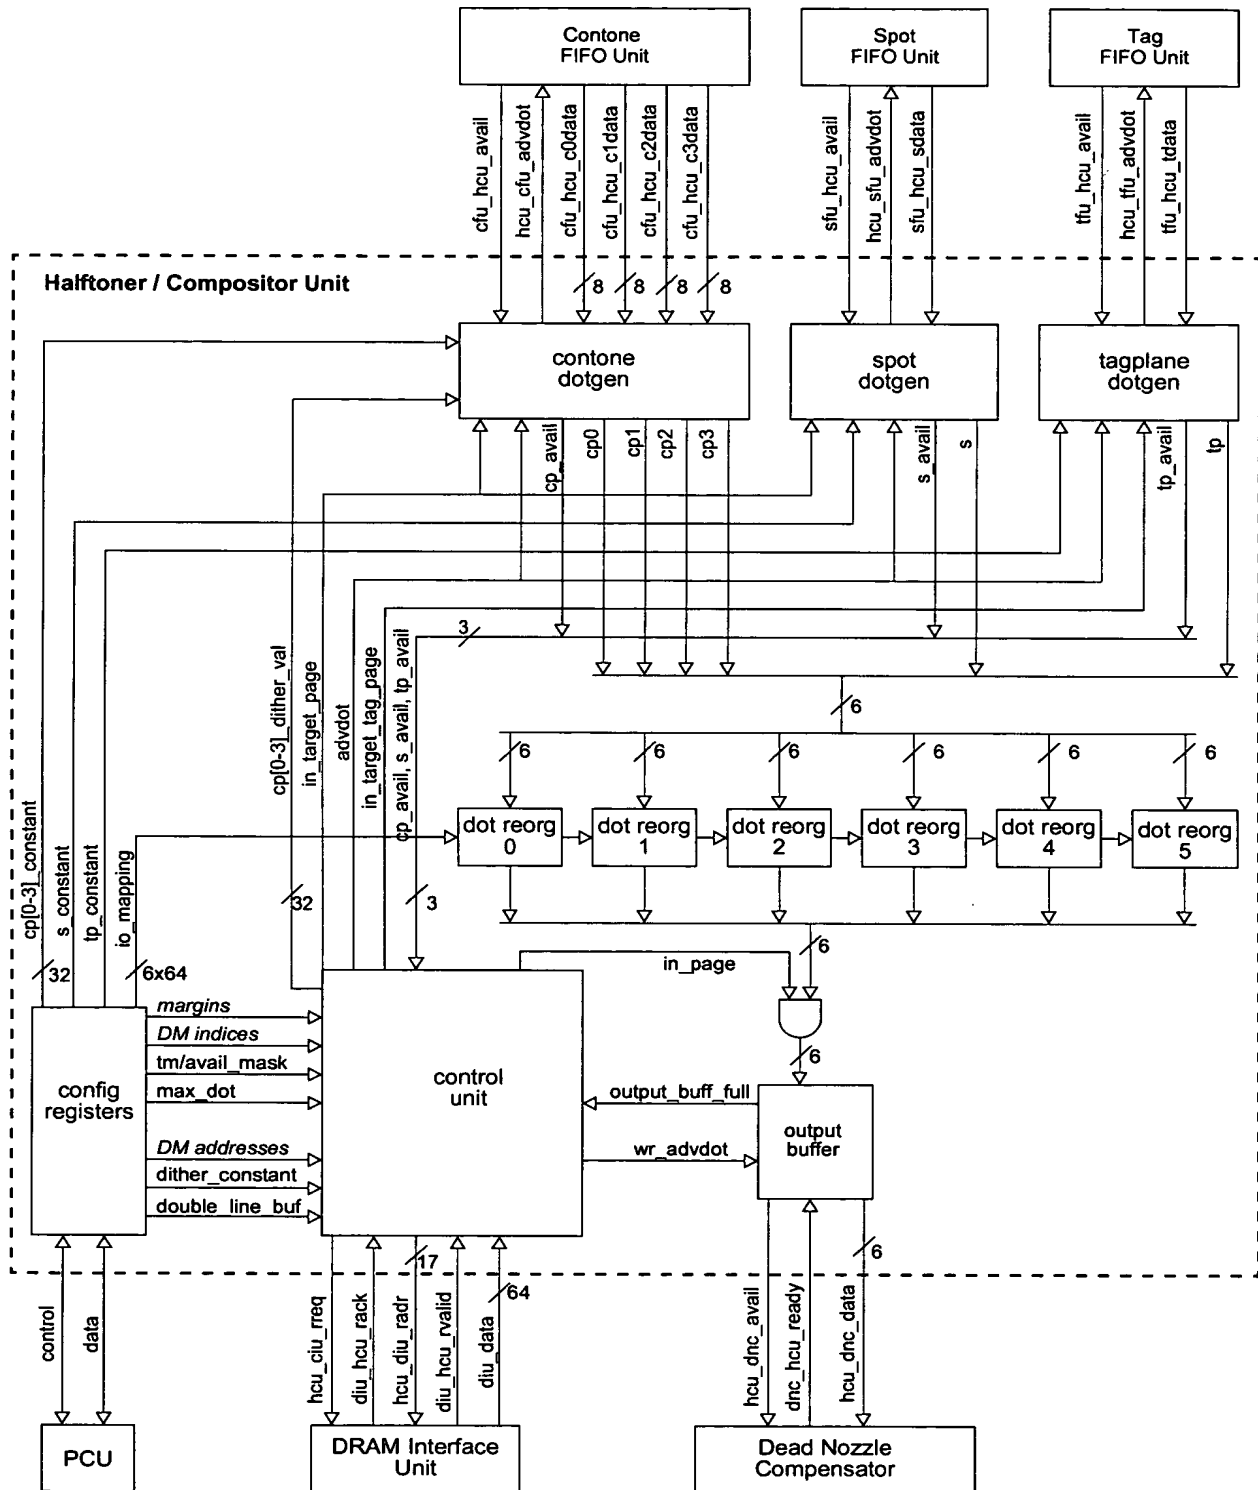 Contone
FIFO Unit
Spot
FIFO Unit
Tag
FIFO Unit
cfu_hcu_avail
hcu_cfu_advdot
cfu_hcu_c0data
cfu_hcu_c1data
cfu_hcu_c2data
cfu_hcu_c3data
sfu_hcu_avail
hcu_sfu_advdot
sfu_hcu_sdata
tfu_hcu_avail
hcu_tfu_advdot
tfu_hcu_tdata
Halftoner / Compositor Unit
8
8
8
8
contone
dotgen
spot
dotgen
tagplane
dotgen
cp_avail
cp0
cp1
cp2
cp3
s_avail
s
tp_avail
tp
3
cp[0-3]_dither_val
in_target_page
advdot
in_target_tag_page
cp_avail, s_avail, tp_avail
6
6
6
6
6
6
6
dot reorg
0
dot reorg
1
dot reorg
2
dot reorg
3
dot reorg
4
dot reorg
5
cp[0-3]_constant
s_constant
tp_constant
io_mapping
32
6x64
32
3
6
in_page
6
config
registers
margins
DM indices
tm/avail_mask
max_dot
DM addresses
dither_constant
double_line_buf
control
unit
output_buff_full
wr_advdot
output
buffer
17
64
6
control
data
hcu_ciu_rreq
diu_hcu_rack
hcu_diu_radr
diu_hcu_rvalid
diu_data
hcu_dnc_avail
dnc_hcu_ready
hcu_dnc_data
PCU
DRAM Interface
Unit
Dead Nozzle
Compensator